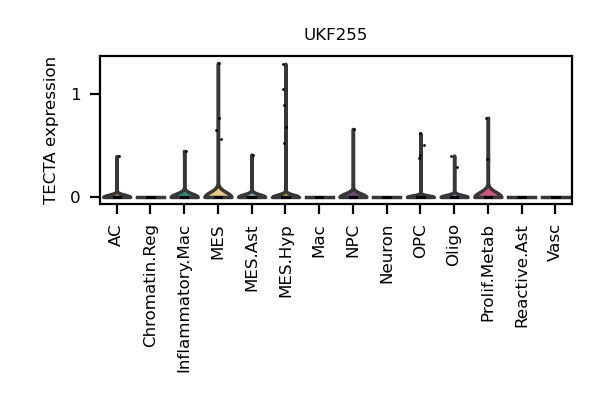 UKF255
TECTA expression
1
0
AC
Chromatin.Reg
Inflammatory.Mac
MES
MES.Ast
MES.Hyp
Mac
NPC
Neuron
OPC
Oligo
Prolif.Metab
Reactive.Ast
Vasc